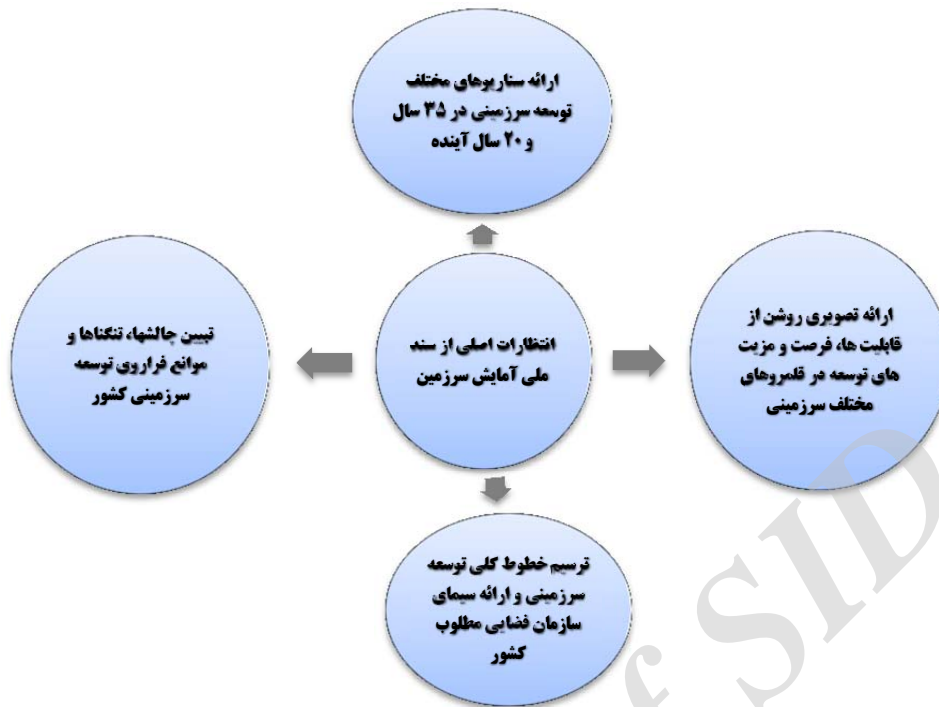 ارائه سناریوهای مختلف
توسعه سرزمینی در ۳۵ سال
و ۲۰ سال آینده
ارائه تصویری روشن از
قابلیت ها، فرصت و مزیت
های توسعه در قلمروهای
مختلف سرزمینی
انتظارات اصلی از سند
ملی آمایش سرزمین
تبیین چالشها، تنگناها و
موانع فراروی توسعه
سرزمینی کشور
ترسیم خطوط کلی توسعه
سرزمینی و ارائه سیمای
سازمان فضایی مطلوب
کشور
of SID